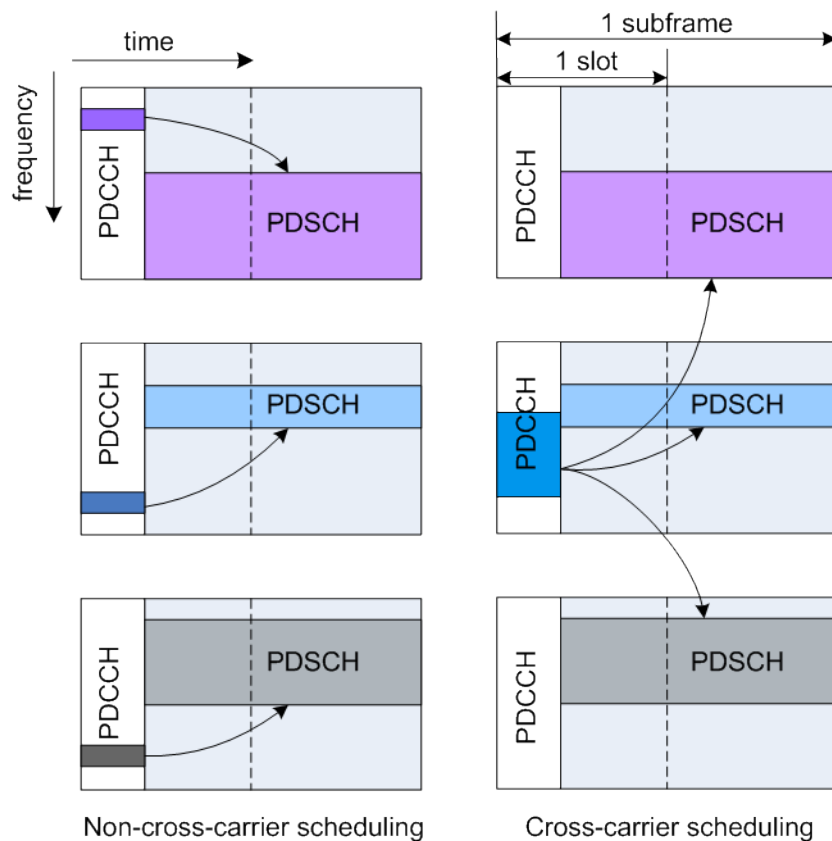 time
frequency
PDCCH
PDSCH
PDCCH
PDSCH
PDCCH
PDSCH
Non-cross-carrier scheduling
1 subframe
1 slot
PDCCH
PDSCH
PDCCH
PDSCH
PDCCH
PDSCH
Cross-carrier scheduling